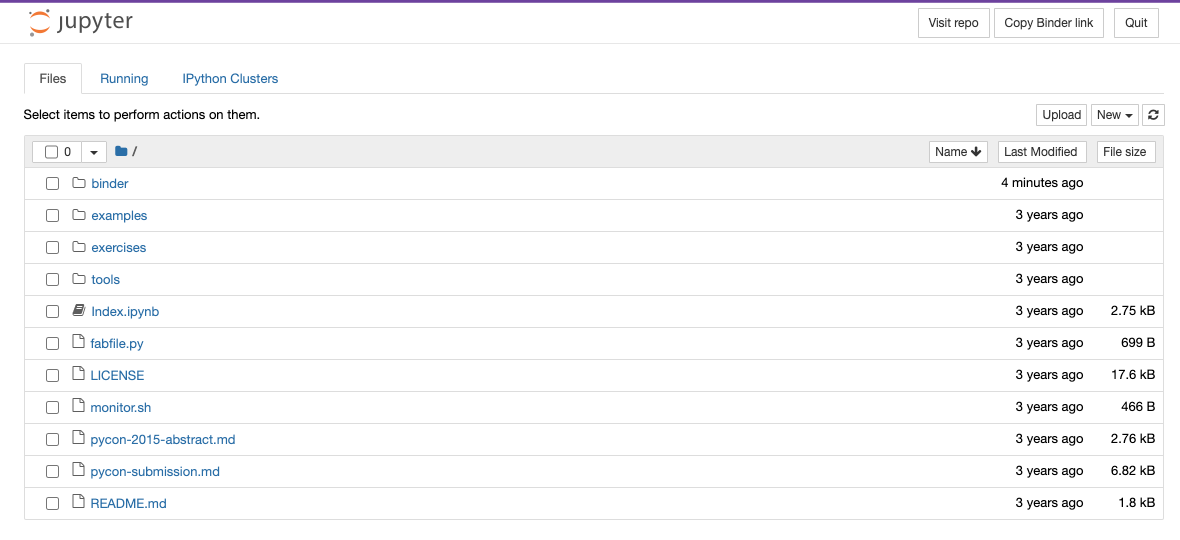 jupyter Visit repo Copy Binder link Quit
Files Running IPython Clusters
Select items to perform actions on them. Upload New
0 / Name Last Modified File size
binder 4 minutes ago
examples 3 years ago
exercises 3 years ago
tools 3 years ago
Index.ipynb 3 years ago 2.75 kB
fabfile.py 3 years ago 699 B
LICENSE 3 years ago 17.6 kB
monitor.sh 3 years ago 466 B
pycon-2015-abstract.md 3 years ago 2.76 kB
pycon-submission.md 3 years ago 6.82 kB
README.md 3 years ago 1.8 kB